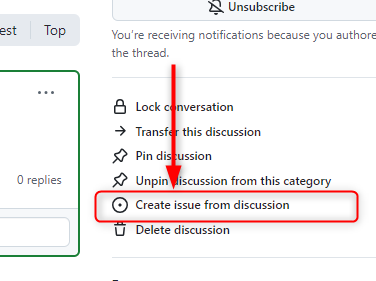 Unsubscribe
est
Top
You're receiving notifications because you authore
the thread.
Lock conversation
Transfer this discussion
Pin discussion
0 replies
Unpin discussion from this category
Create issue from discussion
Delete discussion